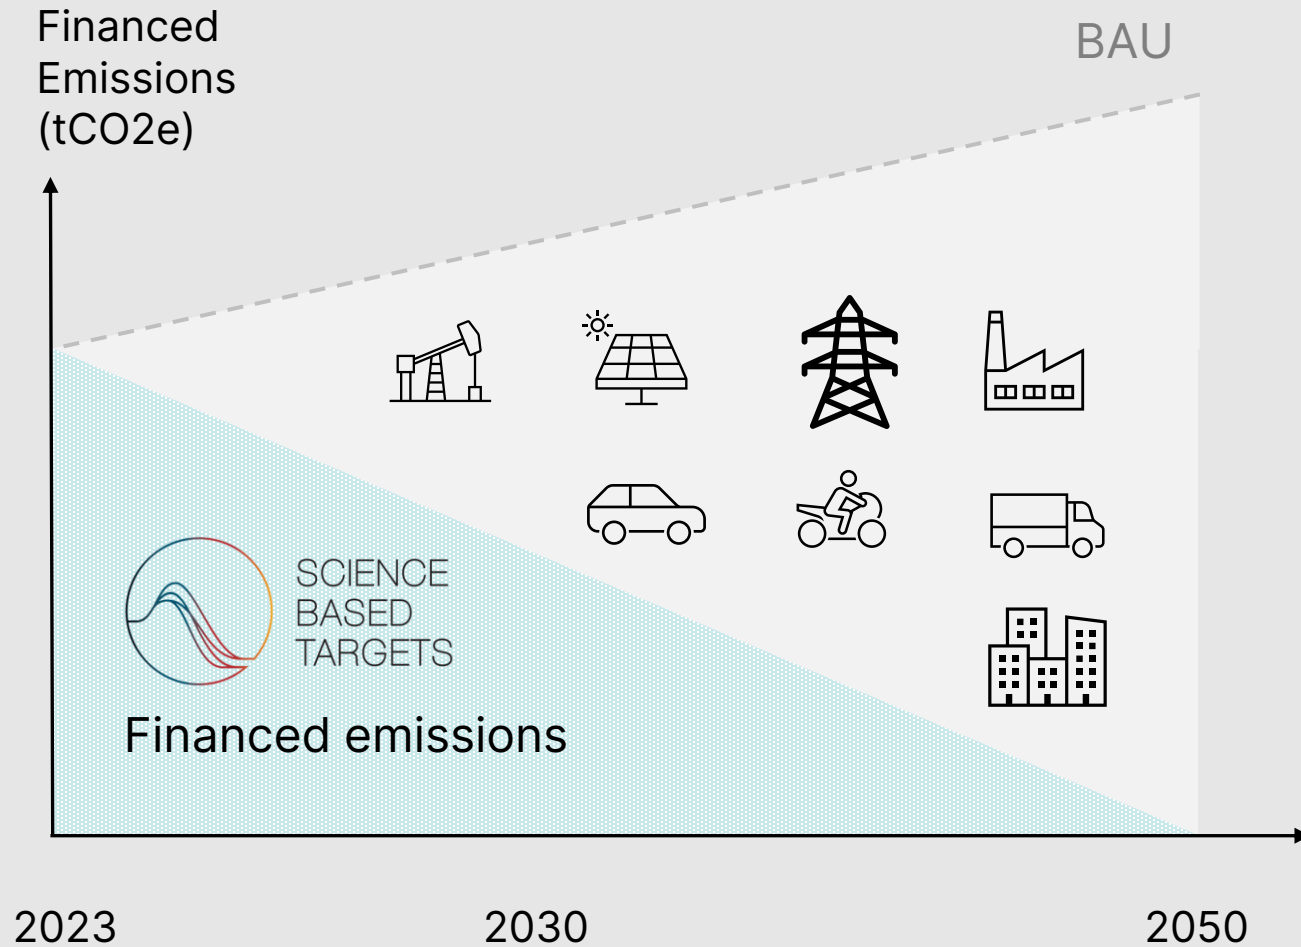 Financed
Emissions
(tCO2e)
BAU
SCIENCE
BASED
TARGETS
Financed emissions
2023
2030
2050